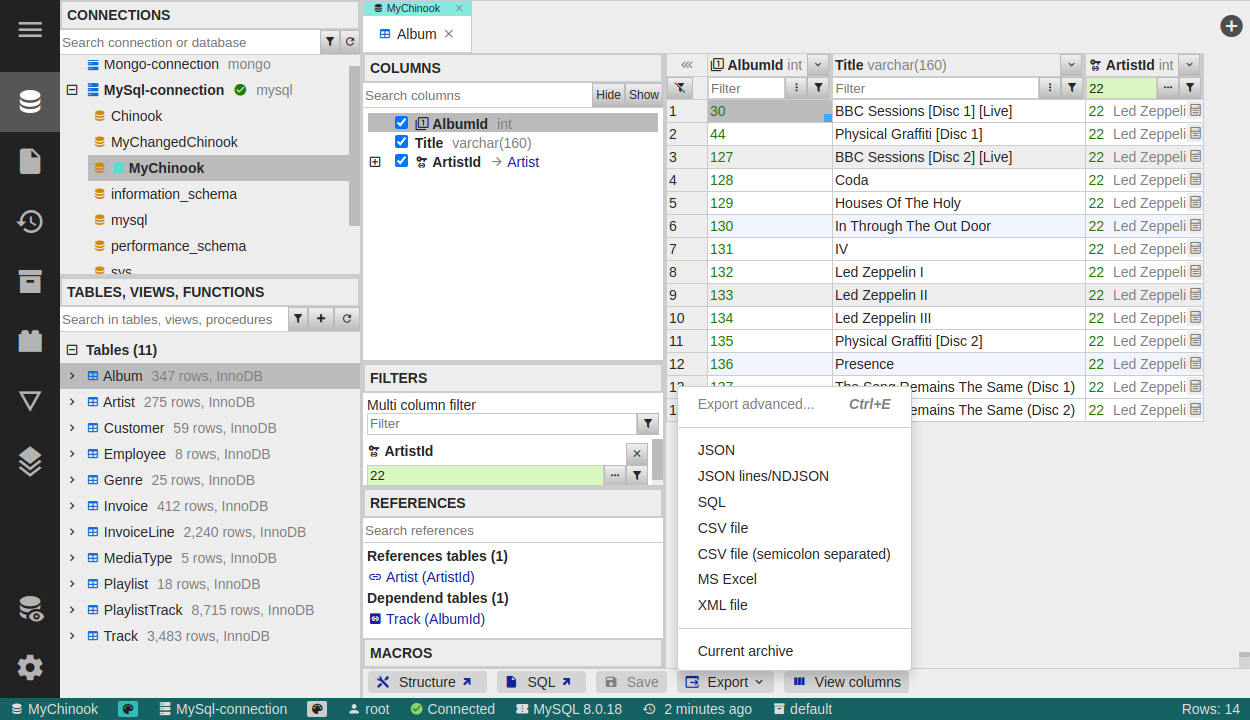 CONNECTIONS
Search connection or database
Mongo-connection mongo
MySql-connection mysql
Chinook
MyChangedChinook
MyChinook
information_schema
mysql
performance_schema
sys
TABLES, VIEWS, FUNCTIONS
Search in tables, views, procedures
Tables (11)
Album 347 rows, InnoDB
Artist 275 rows, InnoDB
Customer 59 rows, InnoDB
Employee 8 rows, InnoDB
Genre 25 rows, InnoDB
Invoice 412 rows, InnoDB
InvoiceLine 2,240 rows, InnoDB
MediaType 5 rows, InnoDB
Playlist 18 rows, InnoDB
PlaylistTrack 8,715 rows, InnoDB
Track 3,483 rows, InnoDB
MyChinook
Album
COLUMNS
Search columns Hide Show
AlbumId int
Title varchar(160)
ArtistId Artist
FILTERS
Multi column filter
Filter
ArtistId
22
REFERENCES
Search references
References tables (1)
Artist (ArtistId)
Dependend tables (1)
Track (AlbumId)
MACROS
AlbumId int Title varchar(160) ArtistId int
Filter Filter 22
1 30 BBC Sessions [Disc 1] [Live] 22 Led Zeppeli
2 44 Physical Graffiti [Disc 1] 22 Led Zeppeli
3 127 BBC Sessions [Disc 2] [Live] 22 Led Zeppeli
4 128 Coda 22 Led Zeppeli
5 129 Houses Of The Holy 22 Led Zeppeli
6 130 In Through The Out Door 22 Led Zeppeli
7 131 IV 22 Led Zeppeli
8 132 Led Zeppelin I 22 Led Zeppeli
9 133 Led Zeppelin II 22 Led Zeppeli
10 134 Led Zeppelin III 22 Led Zeppeli
11 135 Physical Graffiti [Disc 2] 22 Led Zeppeli
12 136 Presence 22 Led Zeppeli
13 137 The Song Remains The Same (Disc 1) 22 Led Zeppeli
1 emains The Same (Disc 2) 22 Led Zeppeli
Export advanced... Ctrl+E
JSON
JSON lines/NDJSON
SQL
CSV file
CSV file (semicolon separated)
MS Excel
XML file
Current archive
Structure SQL Save Export View columns
MyChinook MySql-connection root Connected MySQL 8.0.18 2 minutes ago default Rows: 14